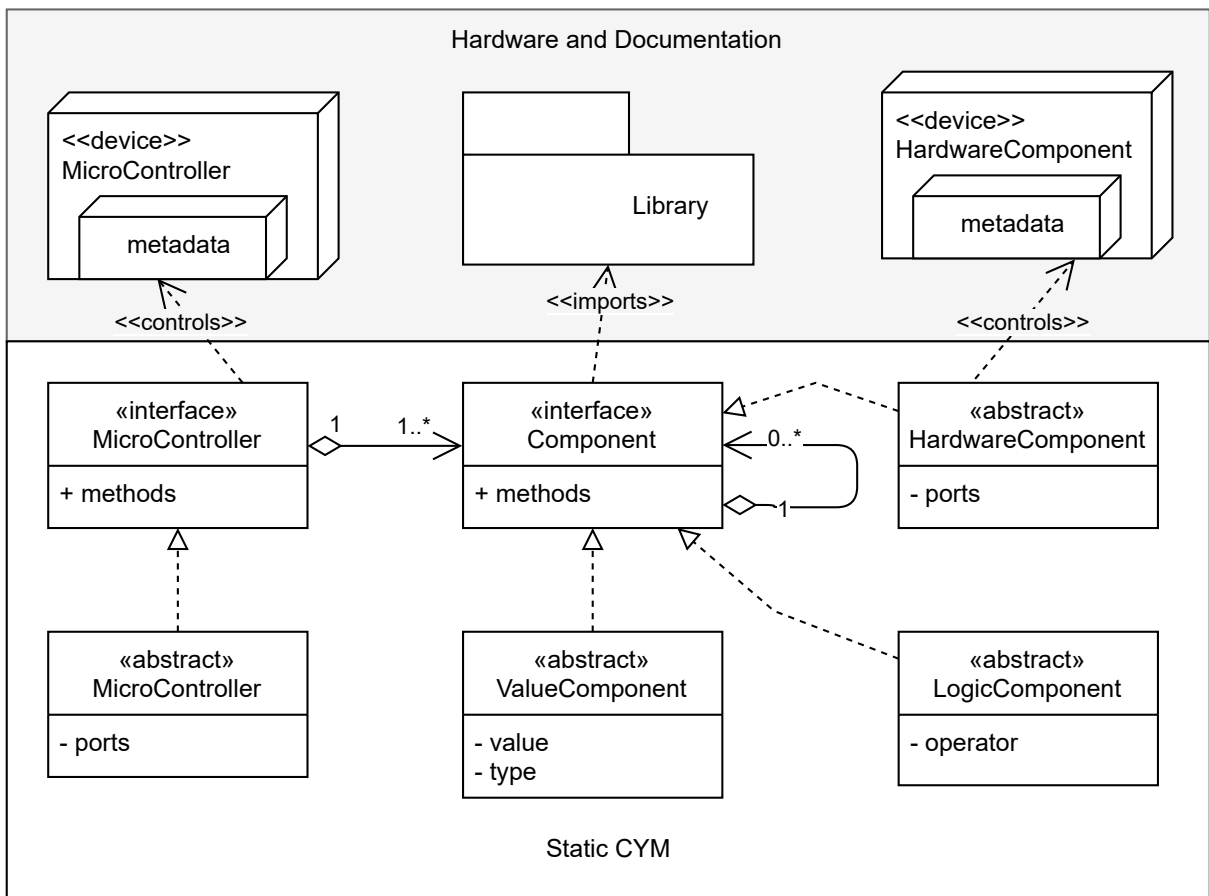 Hardware and Documentation
<<device>>
MicroController
metadata
Library
<<device>>
HardwareComponent
metadata
<<controls>>
<<imports>>
<<controls>>
«interface»
MicroController
+ methods
1
1..*
«interface»
Component
+ methods
0..*
1
«abstract»
HardwareComponent
- ports
«abstract»
MicroController
- ports
«abstract»
ValueComponent
- value
- type
«abstract»
LogicComponent
- operator
Static CYM